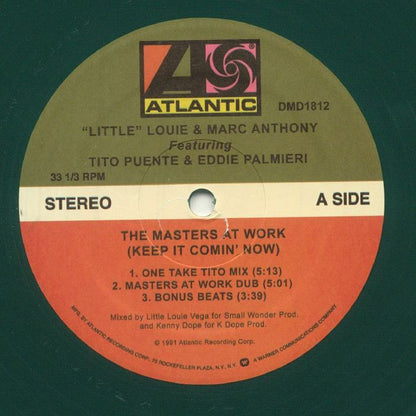 ATLANTIC
DMD1812
"LITTLE" LOUIE & MARC ANTHONY
Featuring
TITO PUENTE & EDDIE PALMIERI
33 1/3 RPM
STEREO
A SIDE
THE MASTERS AT WORK
(KEEP IT COMIN' NOW)
1. ONE TAKE TITO MIX (5:13)
2. MASTERS AT WORK DUB (5:01)
3. BONUS BEATS (3:39)
Mixed by Little Louie Vega for Small Wonder Prod.
and Kenny Dope for K Dope Prod.
© 1991 Atlantic Recording Corp.
MFG. BY ATLANTIC RECORDING CORP., 75 ROCKEFELLER PLAZA, N.Y., N.Y. A WARNER COMMUNICATIONS COMPANY